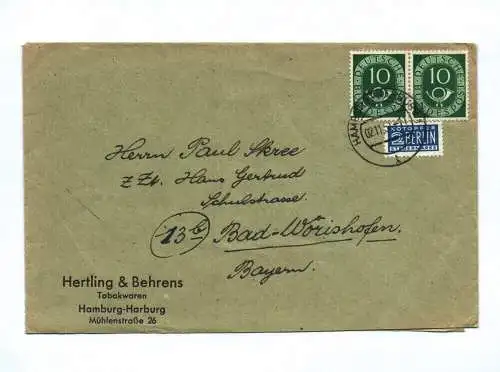 10 DEUTSCHE BUNDESPOST
10 DEUTSCHE BUNDESPOST
NOTOPFER
2 BERLIN
STEUERMARKE
Herrn Paul Skree
z. Zt. Haus Gertrud
Schulstrasse.
13b Bad-Wörishofen.
Bayern.
Hertling & Behrens
Tabakwaren
Hamburg-Harburg
Mühlenstraße 26